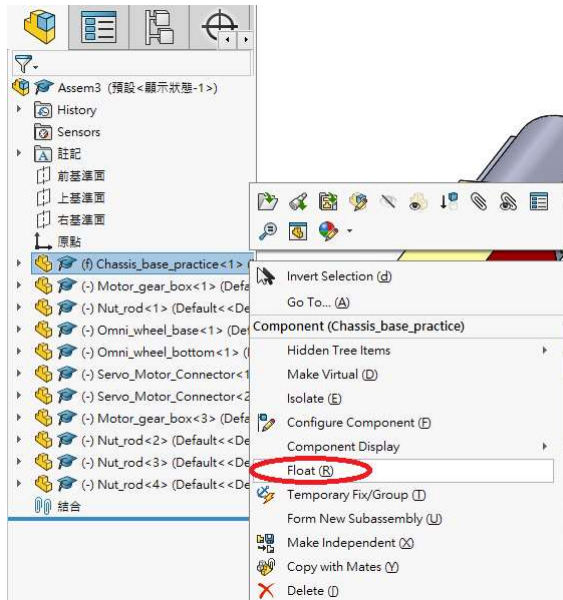 Assem3 (預設<顯示狀態-1>)
History
Sensors
註記
前基準面
上基準面
右基準面
原點
(f) Chassis_base_practice<1>
(-) Motor_gear_box<1> (Defa
(-) Nut_rod<1> (Default<<De
(-) Omni_wheel_base<1> (Det
(-) Omni_wheel_bottom<1> (
(-) Servo_Motor_Connector<1
(-) Servo_Motor_Connector<2
(-) Motor_gear_box<3> (Defa
(-) Nut_rod<2> (Default<<De
(-) Nut_rod<3> (Default<<De
(-) Nut_rod<4> (Default<<De
結合
Invert Selection (d)
Go To... (A)
Component (Chassis_base_practice)
Hidden Tree Items
Make Virtual (D)
Isolate (E)
Configure Component (F)
Component Display
Float (R)
Temporary Fix/Group (T)
Form New Subassembly (U)
Make Independent (X)
Copy with Mates (Y)
Delete (I)